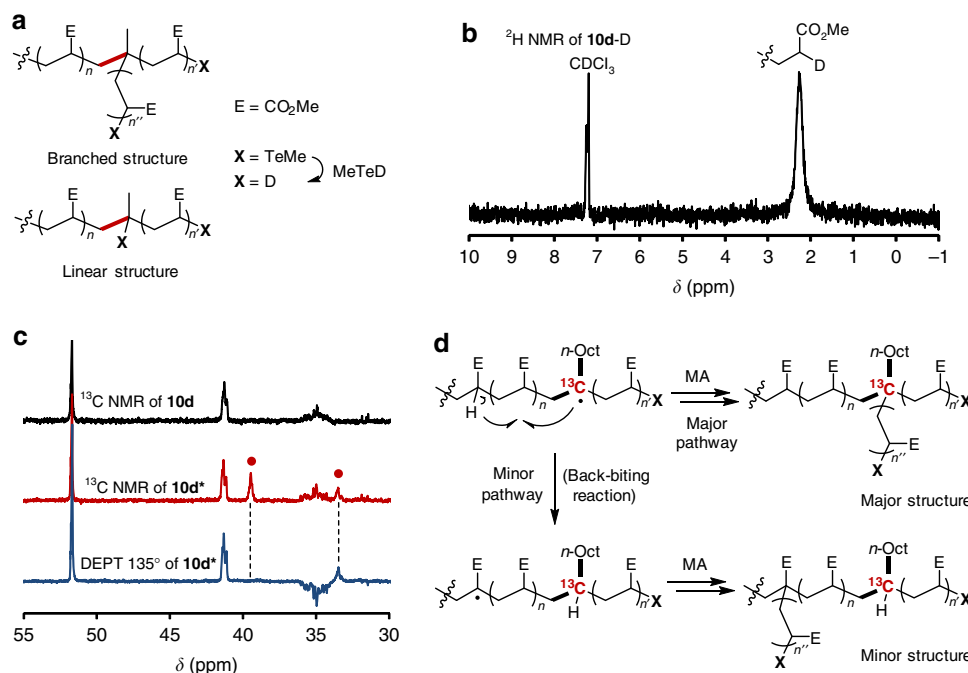 a
E
E
n
n'
X
E
X
n''
E = CO₂Me
Branched structure
X = TeMe
X = D
MeTeD
E
E
n
X
n'
X
Linear structure
b
²H NMR of 10d-D
CDCl₃
CO₂Me
D
10 9 8 7 6 5 4 3 2 1 0 −1
δ (ppm)
c
¹³C NMR of 10d
¹³C NMR of 10d*
DEPT 135° of 10d*
55 50 45 40 35 30
δ (ppm)
d
n-Oct
E
E
¹³C
E
H
n
n'
X
MA
Major
pathway
n-Oct
E
E
¹³C
E
n
n'
X
E
X
n''
Major structure
Minor
pathway
(Back-biting
reaction)
n-Oct
E
E
¹³C
E
n
H
n'
X
MA
n-Oct
E
E
¹³C
E
n
H
n'
X
E
X
n''
Minor structure